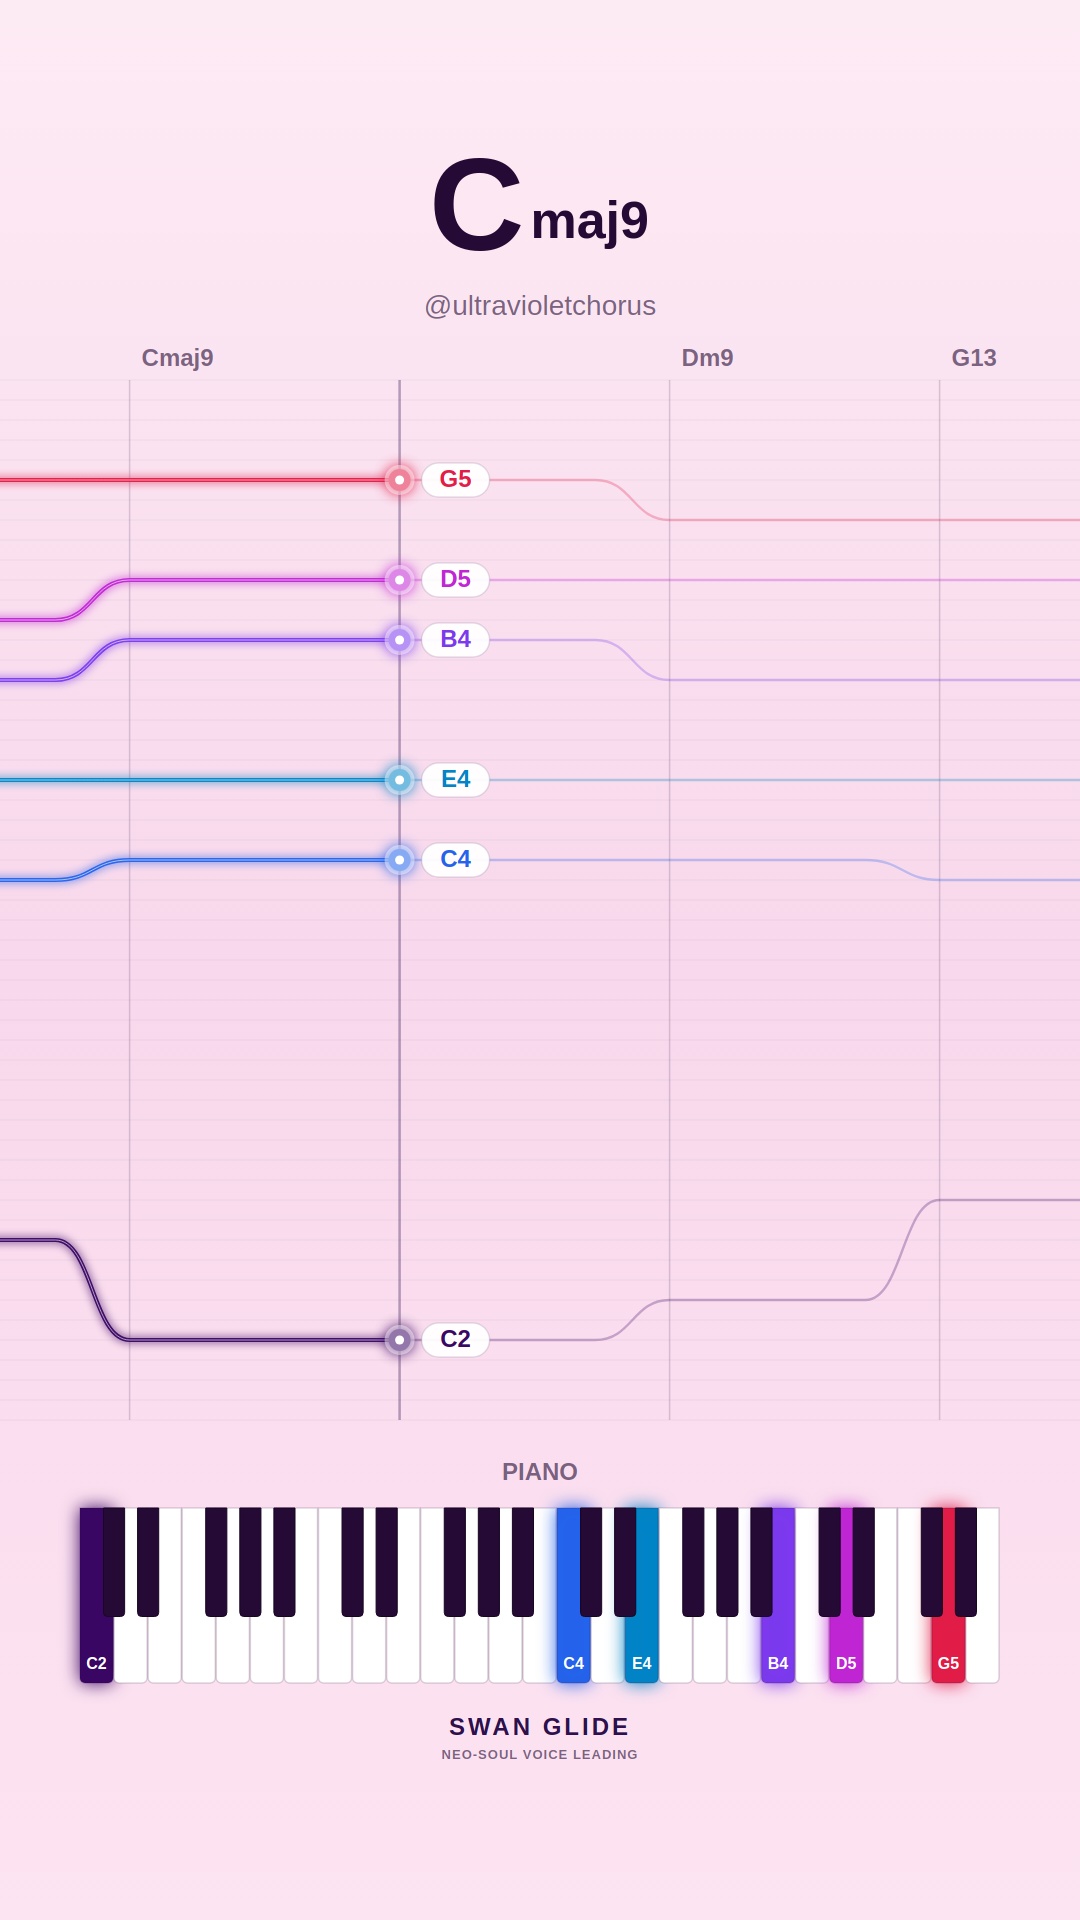 C maj9
@ultravioletchorus
Cmaj9 Dm9 G13
G5
D5
B4
E4
C4
C2
PIANO
C2 C4 E4 B4 D5 G5
SWAN GLIDE
NEO-SOUL VOICE LEADING